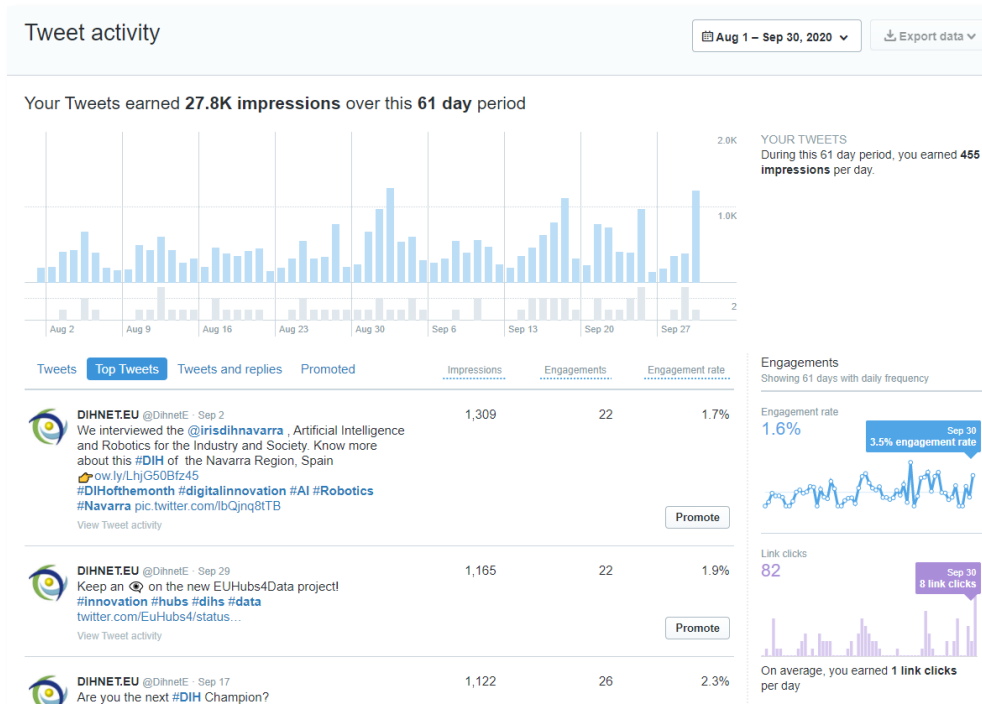 Tweet activity
Aug 1 – Sep 30, 2020
Export data
Your Tweets earned 27.8K impressions over this 61 day period
2.0K
1.0K
2
Aug 2 Aug 9 Aug 16 Aug 23 Aug 30 Sep 6 Sep 13 Sep 20 Sep 27
YOUR TWEETS
During this 61 day period, you earned 455
impressions per day.
Tweets Top Tweets Tweets and replies Promoted Impressions Engagements Engagement rate
DIHNET.EU @DihnetE · Sep 2 1,309 22 1.7%
We interviewed the @irisdihnavarra , Artificial Intelligence
and Robotics for the Industry and Society. Know more
about this #DIH of the Navarra Region, Spain
ow.ly/LhjG50Bfz45
#DIHofthemonth #digitalinnovation #AI #Robotics
#Navarra pic.twitter.com/lbQjnq8tTB
View Tweet activity
Promote
DIHNET.EU @DihnetE · Sep 29 1,165 22 1.9%
Keep an 👁 on the new EUHubs4Data project!
#innovation #hubs #dihs #data
twitter.com/EuHubs4/status…
View Tweet activity
Promote
DIHNET.EU @DihnetE · Sep 17 1,122 26 2.3%
Are you the next #DIH Champion?
Engagements
Showing 61 days with daily frequency
Engagement rate
1.6%
Sep 30
3.5% engagement rate
Link clicks
82
Sep 30
8 link clicks
On average, you earned 1 link clicks
per day